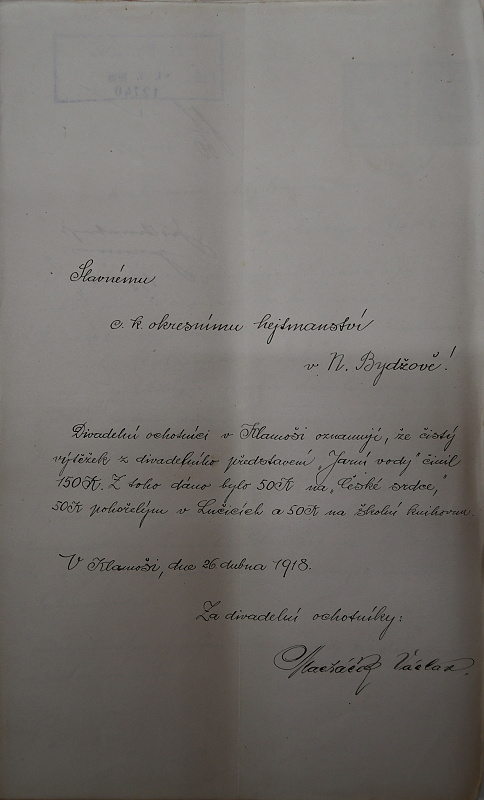 Slavnému
c. k. okresnímu hejtmanství
v N. Bydžově!
Divadelní ochotníci v Klamoši oznamují, že čistý
výtěžek z divadelního představení „Jarní vody" činil
150 K. Z toho dáno bylo 50 K na „České srdce,"
50 K pohořelým v Lučicích a 50 K na školní knihovnu.
V Klamoši, dne 26 dubna 1918.
Za divadelní ochotníky:
Václav
12740